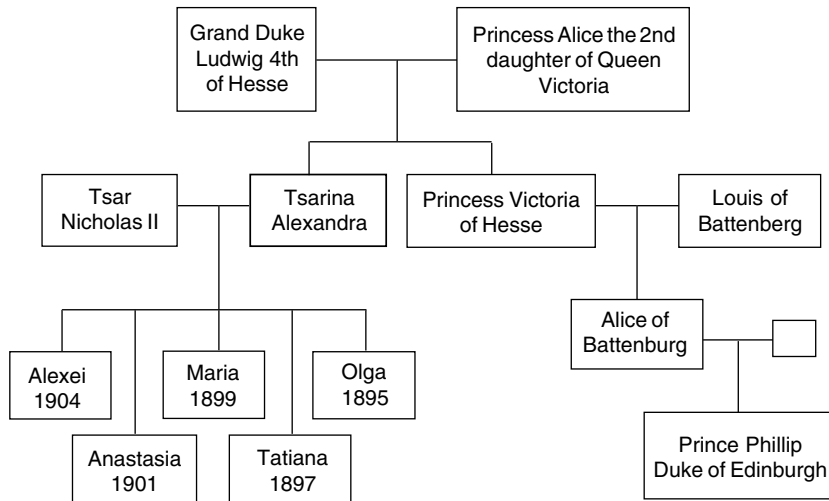 Grand Duke
Ludwig 4th
of Hesse
Princess Alice the 2nd
daughter of Queen
Victoria
Tsar
Nicholas II
Tsarina
Alexandra
Princess Victoria
of Hesse
Louis of
Battenberg
Alice of
Battenburg
Alexei
1904
Maria
1899
Olga
1895
Anastasia
1901
Tatiana
1897
Prince Phillip
Duke of Edinburgh